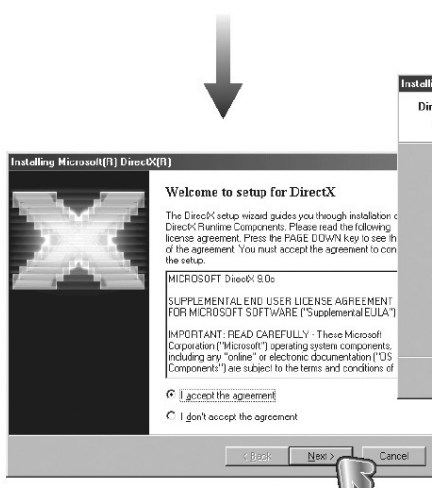 Installing Microsoft(R) DirectX(R)
Welcome to setup for DirectX
The DirectX setup wizard guides you through installation
DirectX Runtime Components. Please read the following
license agreement. Press the PAGE DOWN key to see
of the agreement. You must accept the agreement to
the setup.
MICROSOFT DirectX 9.0c
SUPPLEMENTAL END USER LICENSE AGREEMENT
FOR MICROSOFT SOFTWARE ("Supplemental EULA")
IMPORTANT: READ CAREFULLY - These Microsoft
Corporation ("Microsoft") operating system components,
including any "online" or electronic documentation ("OS
Components") are subject to the terms and conditions of
I accept the agreement
I don't accept the agreement
< Back
Next >
Cancel